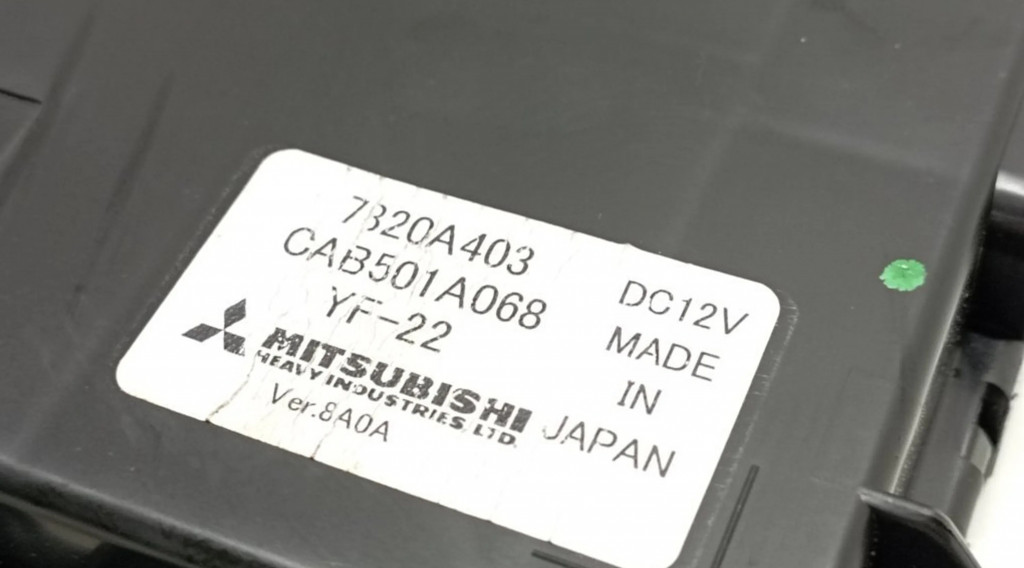 7820A403
CAB501A068
YF-22
MITSUBISHI
HEAVY INDUSTRIES, LTD.
Ver.8A0A
DC12V
MADE
IN
JAPAN